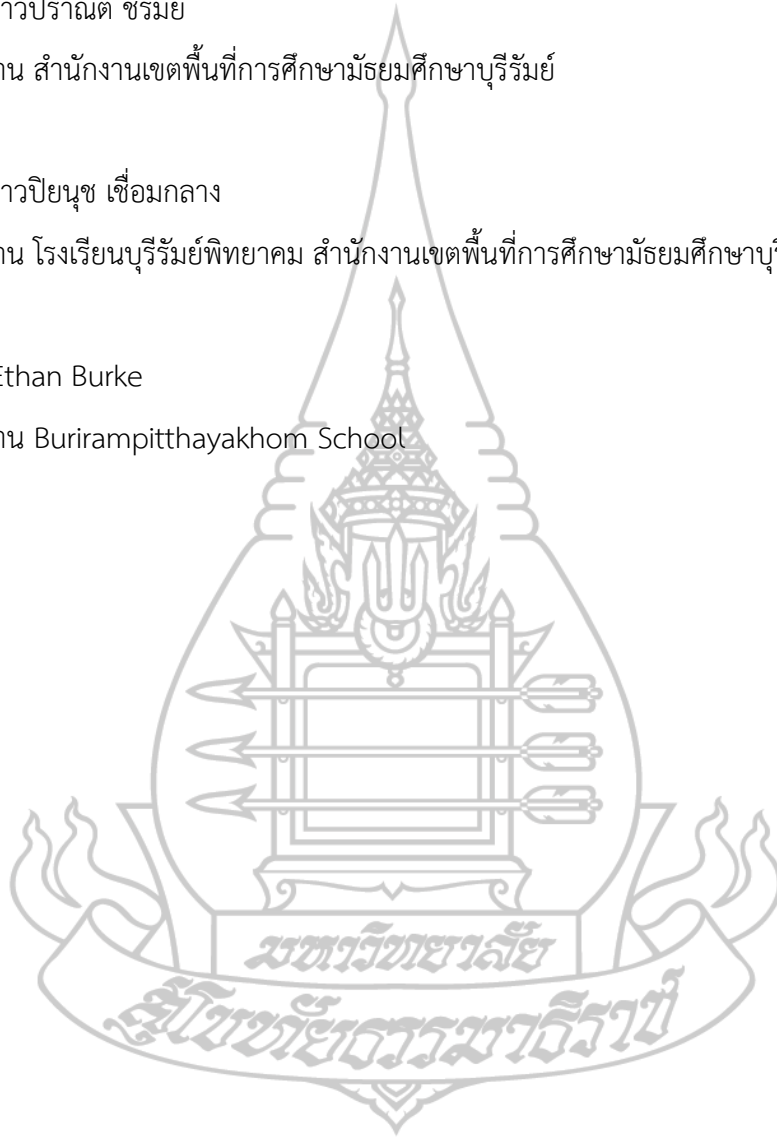 าวปราณีต ชรัมย์
าน สำนักงานเขตพื้นที่การศึกษามัธยมศึกษาบุรีรัมย์
าวปิยนุช เชื่อมกลาง
าน โรงเรียนบุรีรัมย์พิทยาคม สำนักงานเขตพื้นที่การศึกษามัธยมศึกษาบุรี
Ethan Burke
าน Burirampitthayakhom School
มหาวิทยาลัย
สุโขทัยธรรมาธิราช